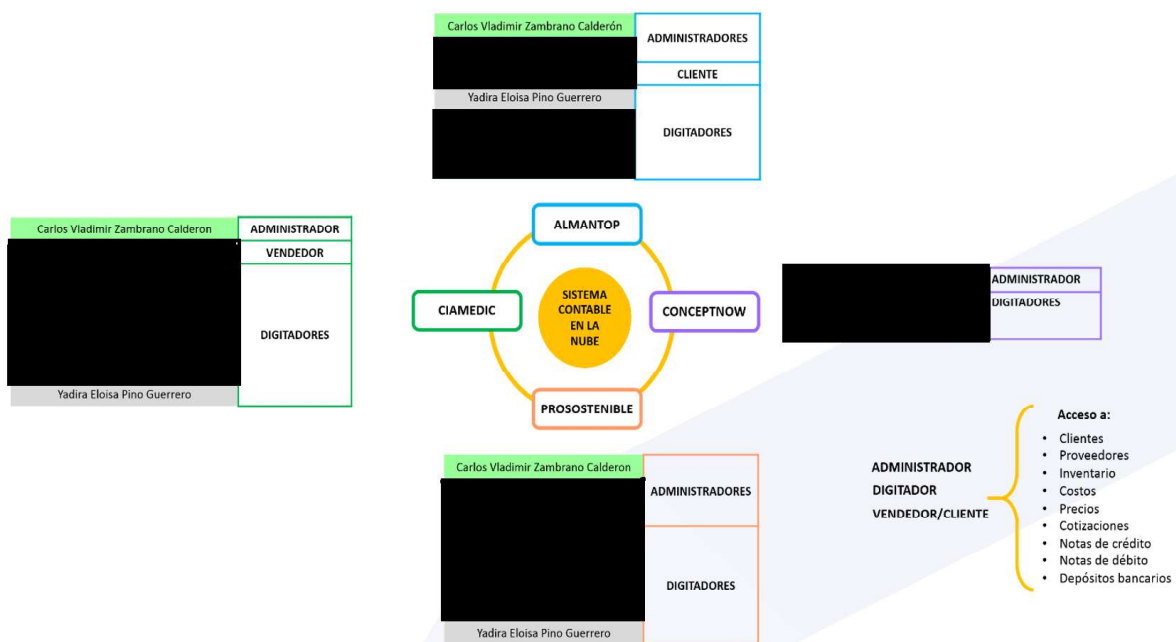 Carlos Vladimir Zambrano Calderón
ADMINISTRADORES
CLIENTE
Yadira Eloisa Pino Guerrero
DIGITADORES
Carlos Vladimir Zambrano Calderon
ADMINISTRADOR
VENDEDOR
DIGITADORES
Yadira Eloisa Pino Guerrero
ALMANTOP
CIAMEDIC
SISTEMA
CONTABLE
EN LA
NUBE
CONCEPTNOW
PROSOSTENIBLE
ADMINISTRADOR
DIGITADORES
Carlos Vladimir Zambrano Calderon
ADMINISTRADORES
DIGITADORES
Yadira Eloisa Pino Guerrero
ADMINISTRADOR
DIGITADOR
VENDEDOR/CLIENTE
Acceso a:
• Clientes
• Proveedores
• Inventario
• Costos
• Precios
• Cotizaciones
• Notas de crédito
• Notas de débito
• Depósitos bancarios